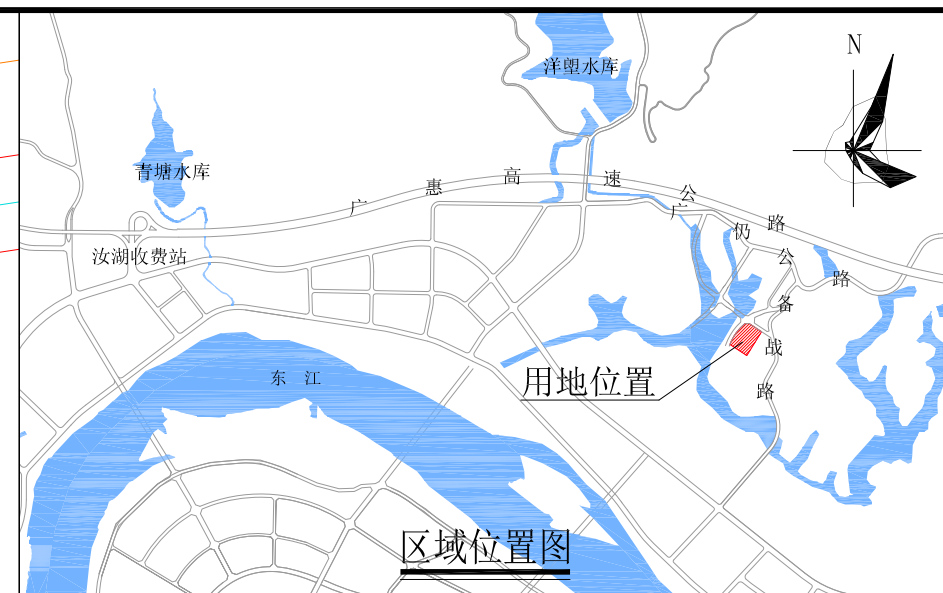 N
洋塱水库
青塘水库
广惠高速公路
广仍公路
汝湖收费站
备战路
东江
用地位置
区域位置图